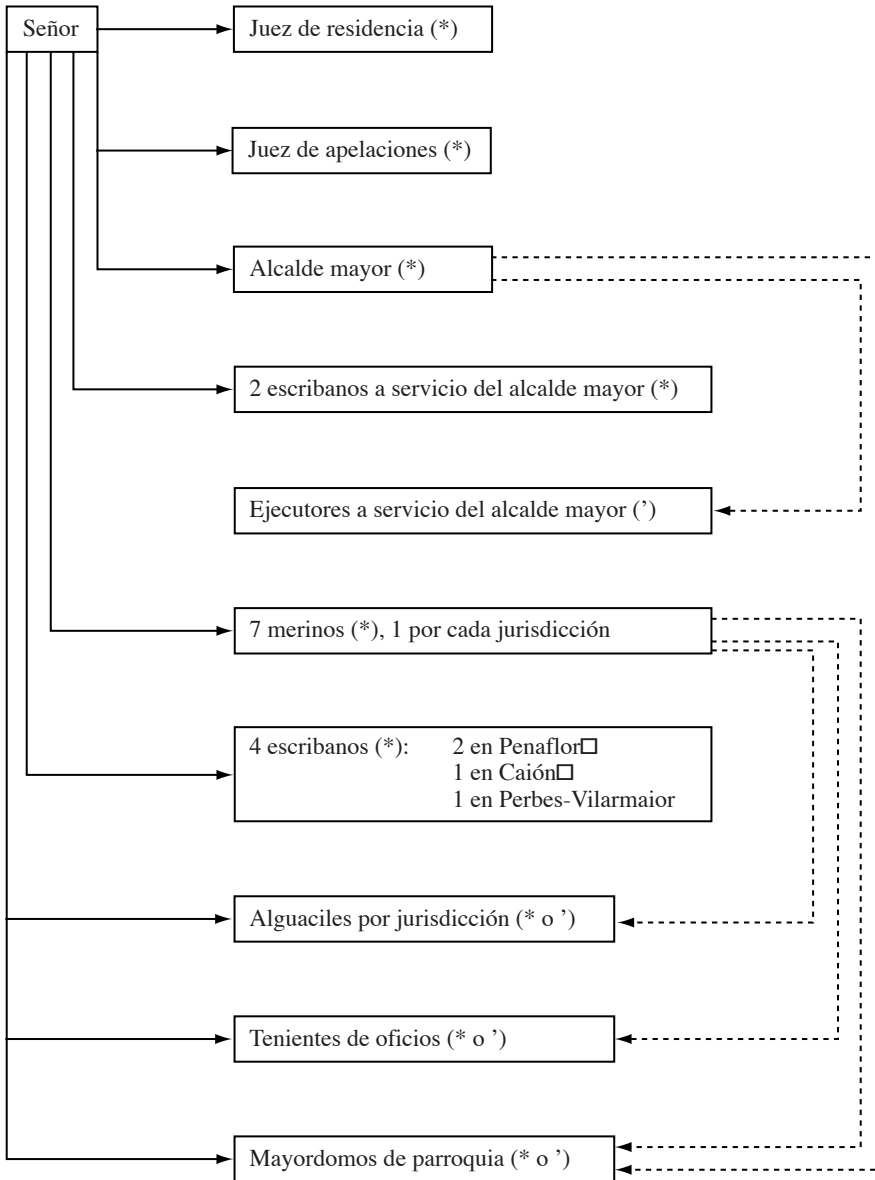 Señor
Juez de residencia (*)
Juez de apelaciones (*)
Alcalde mayor (*)
2 escribanos a servicio del alcalde mayor (*)
Ejecutores a servicio del alcalde mayor (’)
7 merinos (*), 1 por cada jurisdicción
4 escribanos (*): 2 en Penaflor□
1 en Caión□
1 en Perbes-Vilarmaior
Alguaciles por jurisdicción (* o ’)
Tenientes de oficios (* o ’)
Mayordomos de parroquia (* o ’)